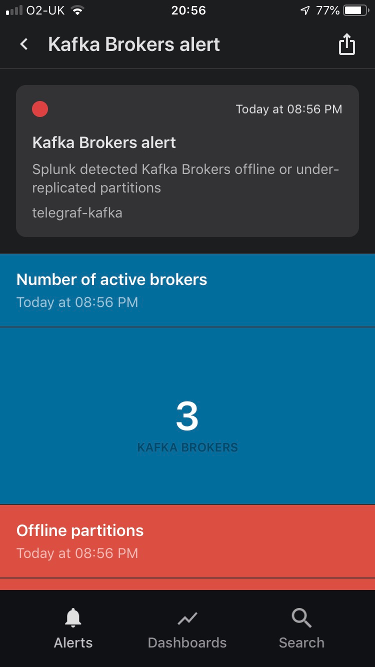 O2-UK
20:56
77%
Kafka Brokers alert
Today at 08:56 PM
Kafka Brokers alert
Splunk detected Kafka Brokers offline or under-
replicated partitions
telegraf-kafka
Number of active brokers
Today at 08:56 PM
3
KAFKA BROKERS
Offline partitions
Today at 08:56 PM
Alerts
Dashboards
Search